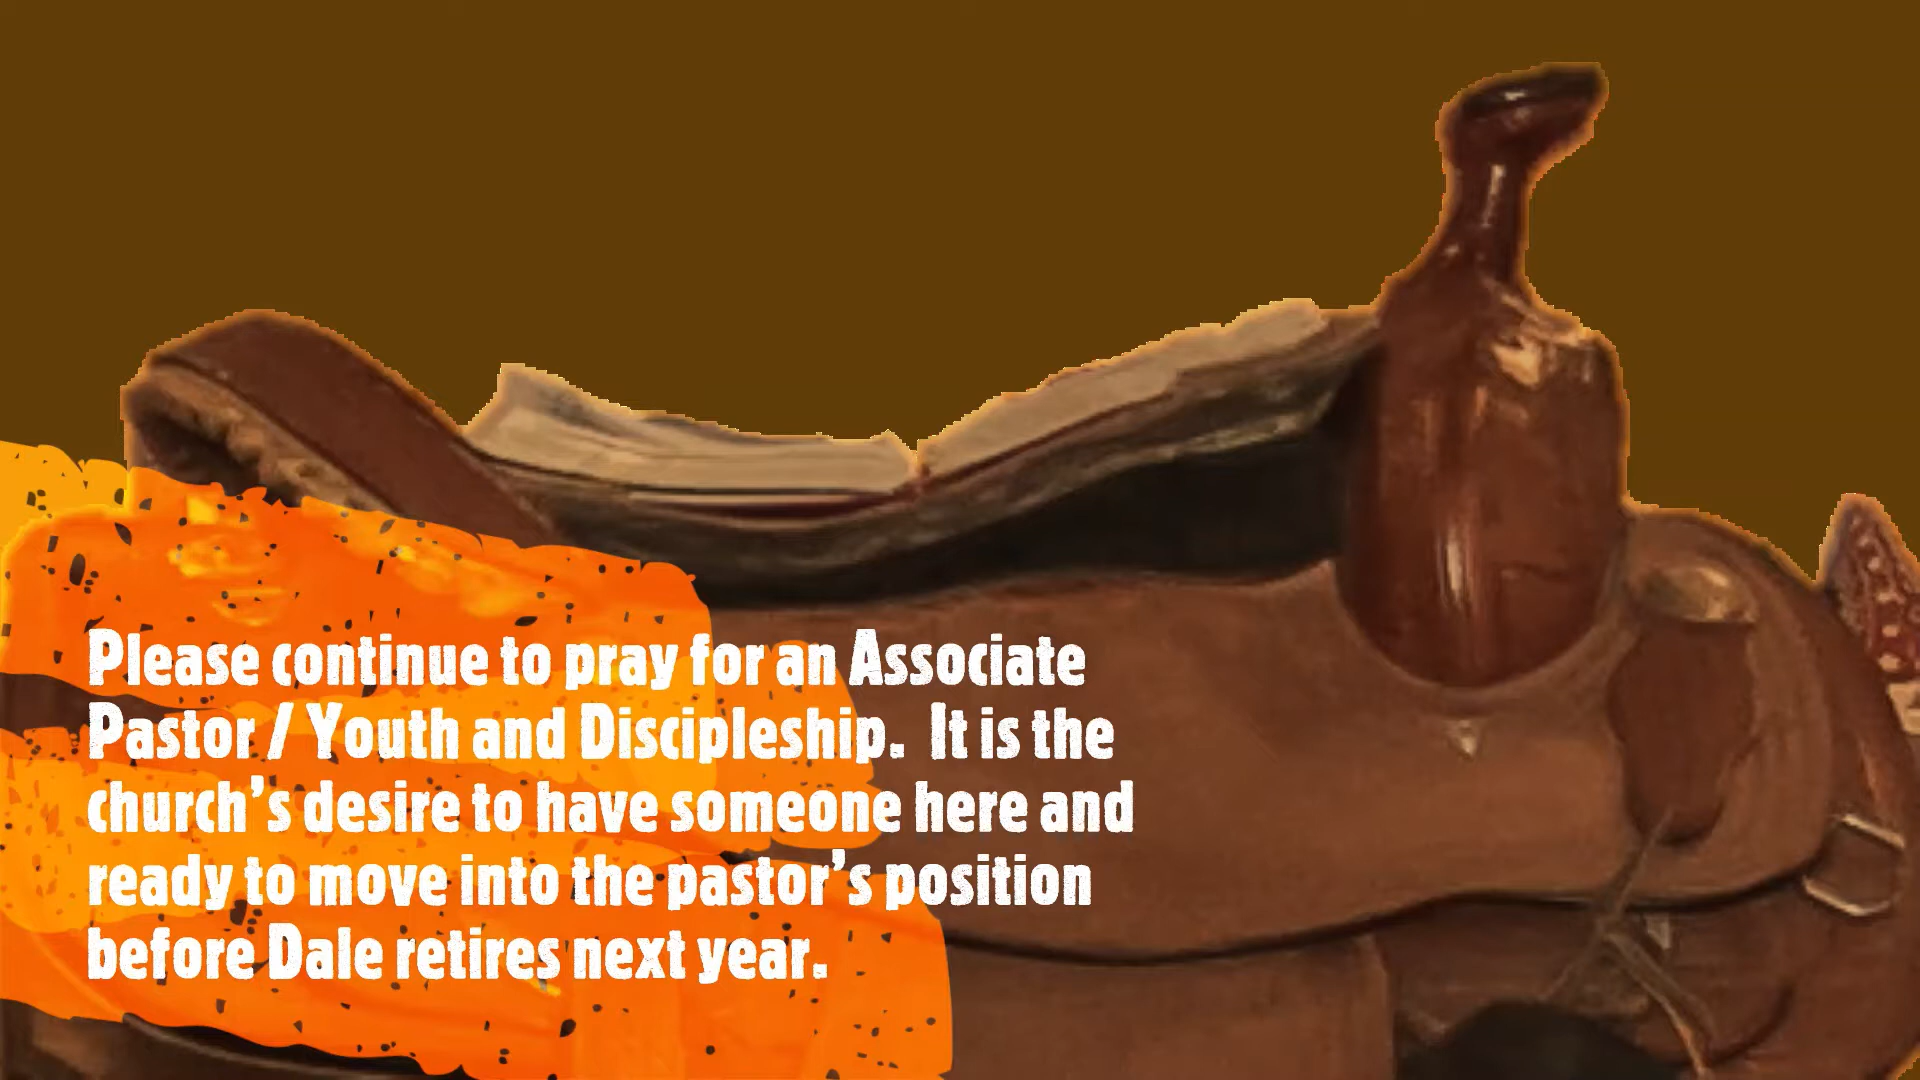 Please continue to pray for an Associate
Pastor / Youth and Discipleship.  It is the
church's desire to have someone here and
ready to move into the pastor's position
before Dale retires next year.